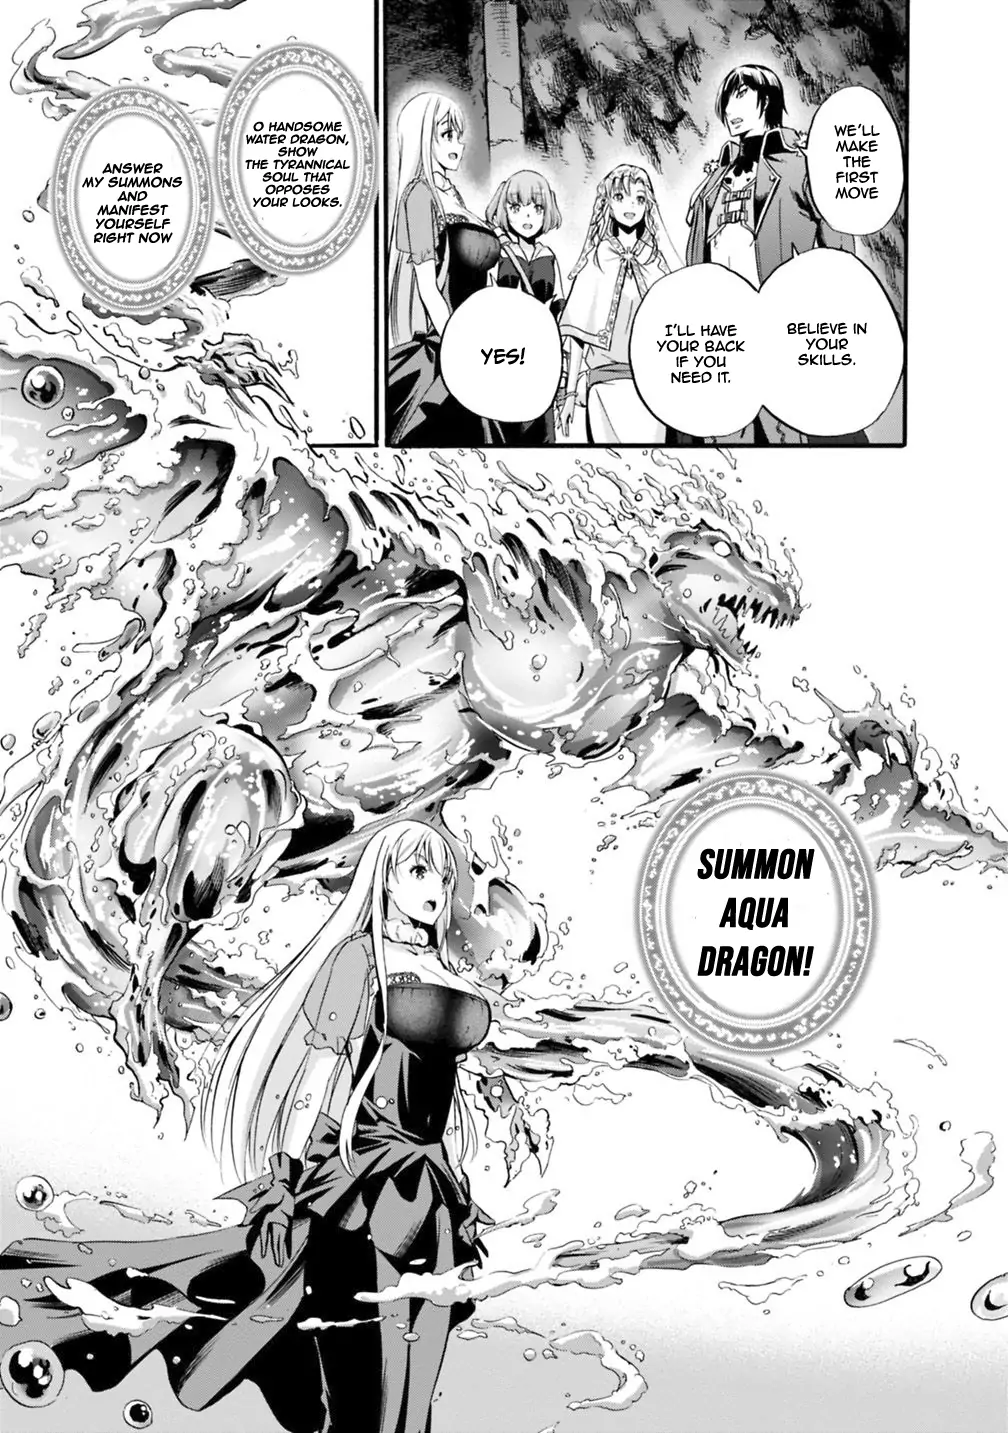 WE'LL
MAKE
THE
FIRST
MOVE
BELIEVE IN
YOUR
SKILLS.
I'LL HAVE
YOUR BACK
IF YOU
NEED IT.
YES!
O HANDSOME
WATER DRAGON,
SHOW
THE TYRANNICAL
SOUL THAT
OPPOSES
YOUR LOOKS.
ANSWER
MY SUMMONS
AND
MANIFEST
YOURSELF
RIGHT NOW
SUMMON
AQUA
DRAGON!